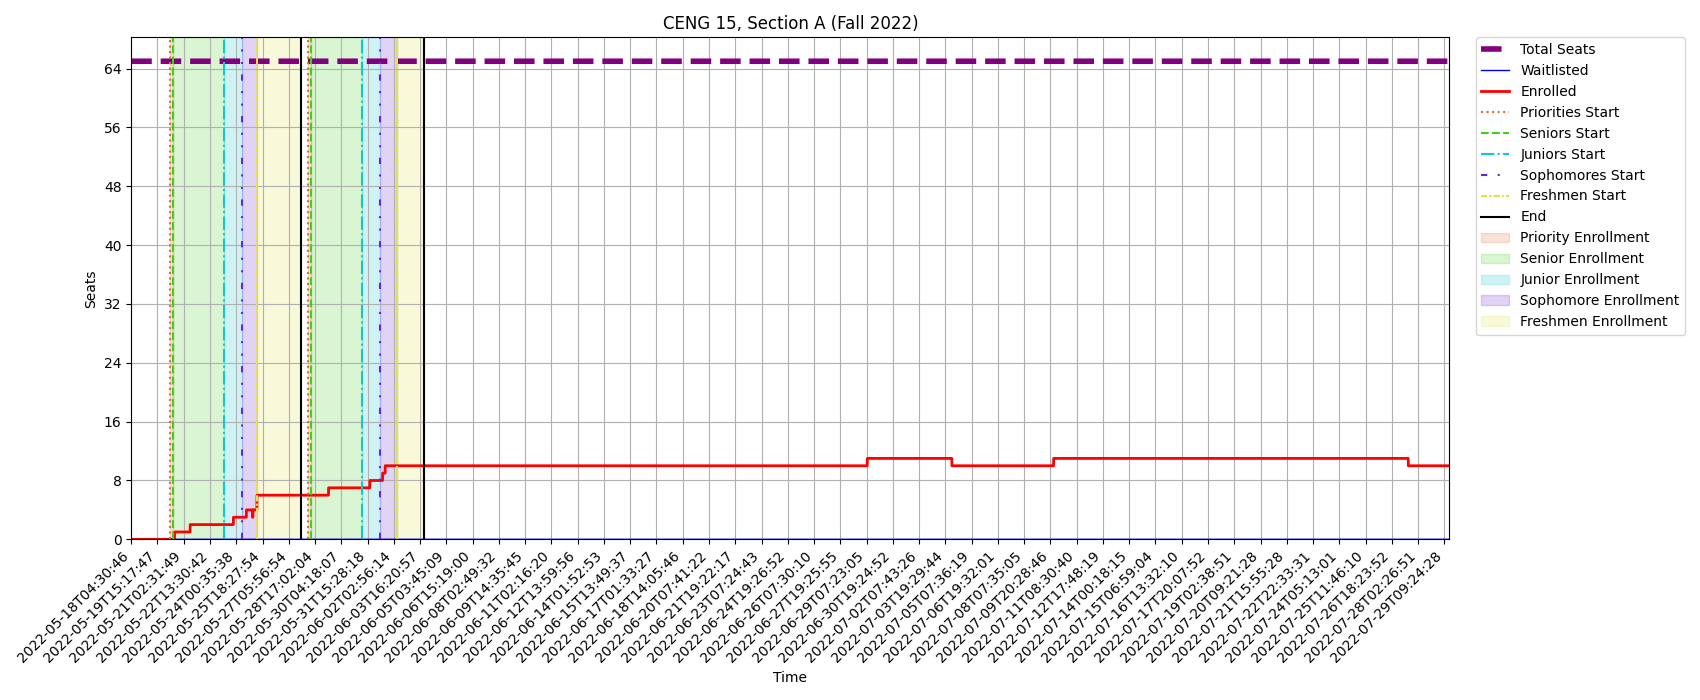 CENG 15, Section A (Fall 2022)
Seats
64
56
48
40
32
24
16
8
0
2022-05-18T04:30:46
2022-05-19T15:17:47
2022-05-21T02:31:49
2022-05-22T13:30:42
2022-05-24T00:35:38
2022-05-25T18:27:54
2022-05-27T05:56:54
2022-05-28T17:02:04
2022-05-30T04:18:07
2022-05-31T15:28:18
2022-06-02T02:56:14
2022-06-03T16:20:57
2022-06-05T03:45:09
2022-06-06T15:19:00
2022-06-08T02:49:32
2022-06-09T14:35:45
2022-06-11T02:16:20
2022-06-12T13:59:56
2022-06-14T01:52:53
2022-06-15T13:49:37
2022-06-17T01:33:27
2022-06-18T14:05:46
2022-06-20T07:41:22
2022-06-21T19:22:17
2022-06-23T07:24:43
2022-06-24T19:26:52
2022-06-26T07:30:10
2022-06-27T19:25:55
2022-06-29T07:23:05
2022-06-30T19:24:52
2022-07-02T07:43:26
2022-07-03T19:29:44
2022-07-05T07:36:19
2022-07-06T19:32:01
2022-07-08T07:35:05
2022-07-09T20:28:46
2022-07-11T08:30:40
2022-07-12T17:48:19
2022-07-14T00:18:15
2022-07-15T06:59:04
2022-07-16T13:32:10
2022-07-17T20:07:52
2022-07-19T02:38:51
2022-07-20T09:21:28
2022-07-21T15:55:28
2022-07-22T22:33:31
2022-07-24T05:13:01
2022-07-25T11:46:10
2022-07-26T18:23:52
2022-07-28T02:26:51
2022-07-29T09:24:28
Time
Total Seats
Waitlisted
Enrolled
Priorities Start
Seniors Start
Juniors Start
Sophomores Start
Freshmen Start
End
Priority Enrollment
Senior Enrollment
Junior Enrollment
Sophomore Enrollment
Freshmen Enrollment